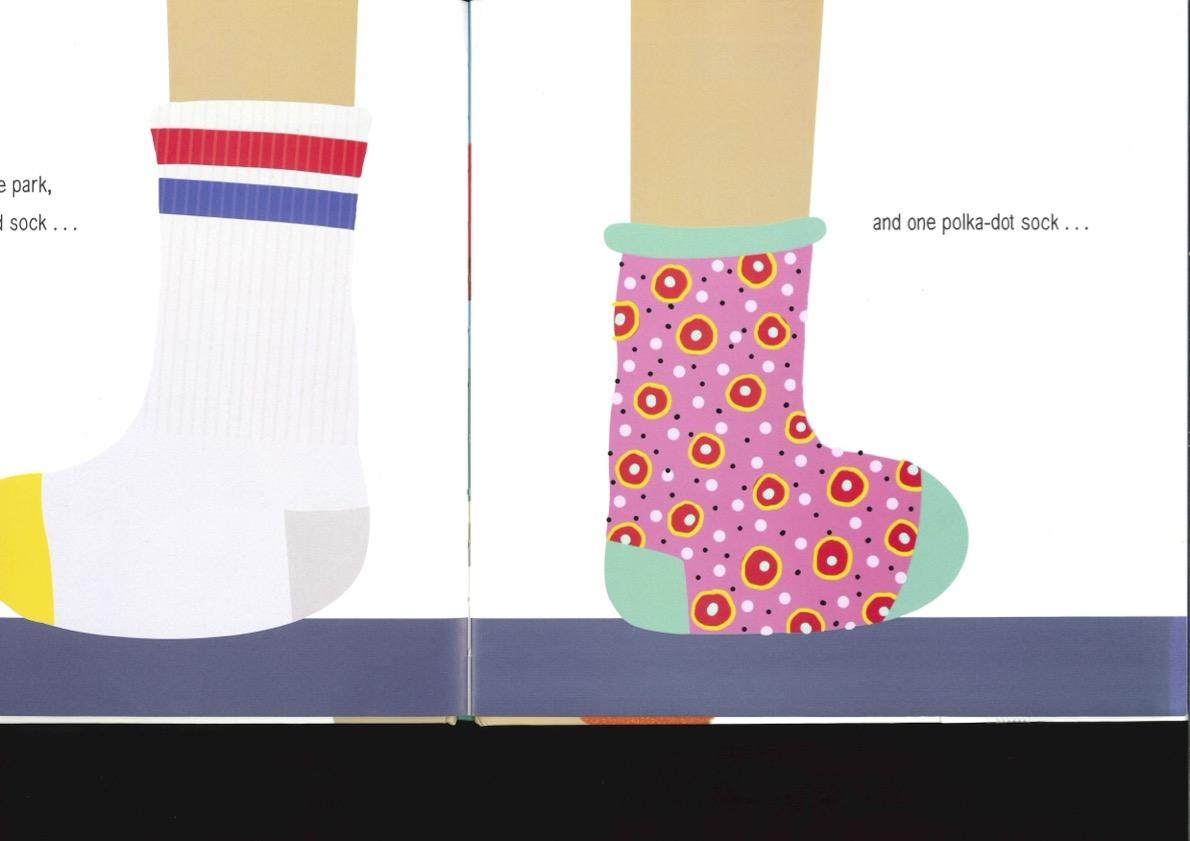 e park,
d sock . . .
and one polka-dot sock . . .